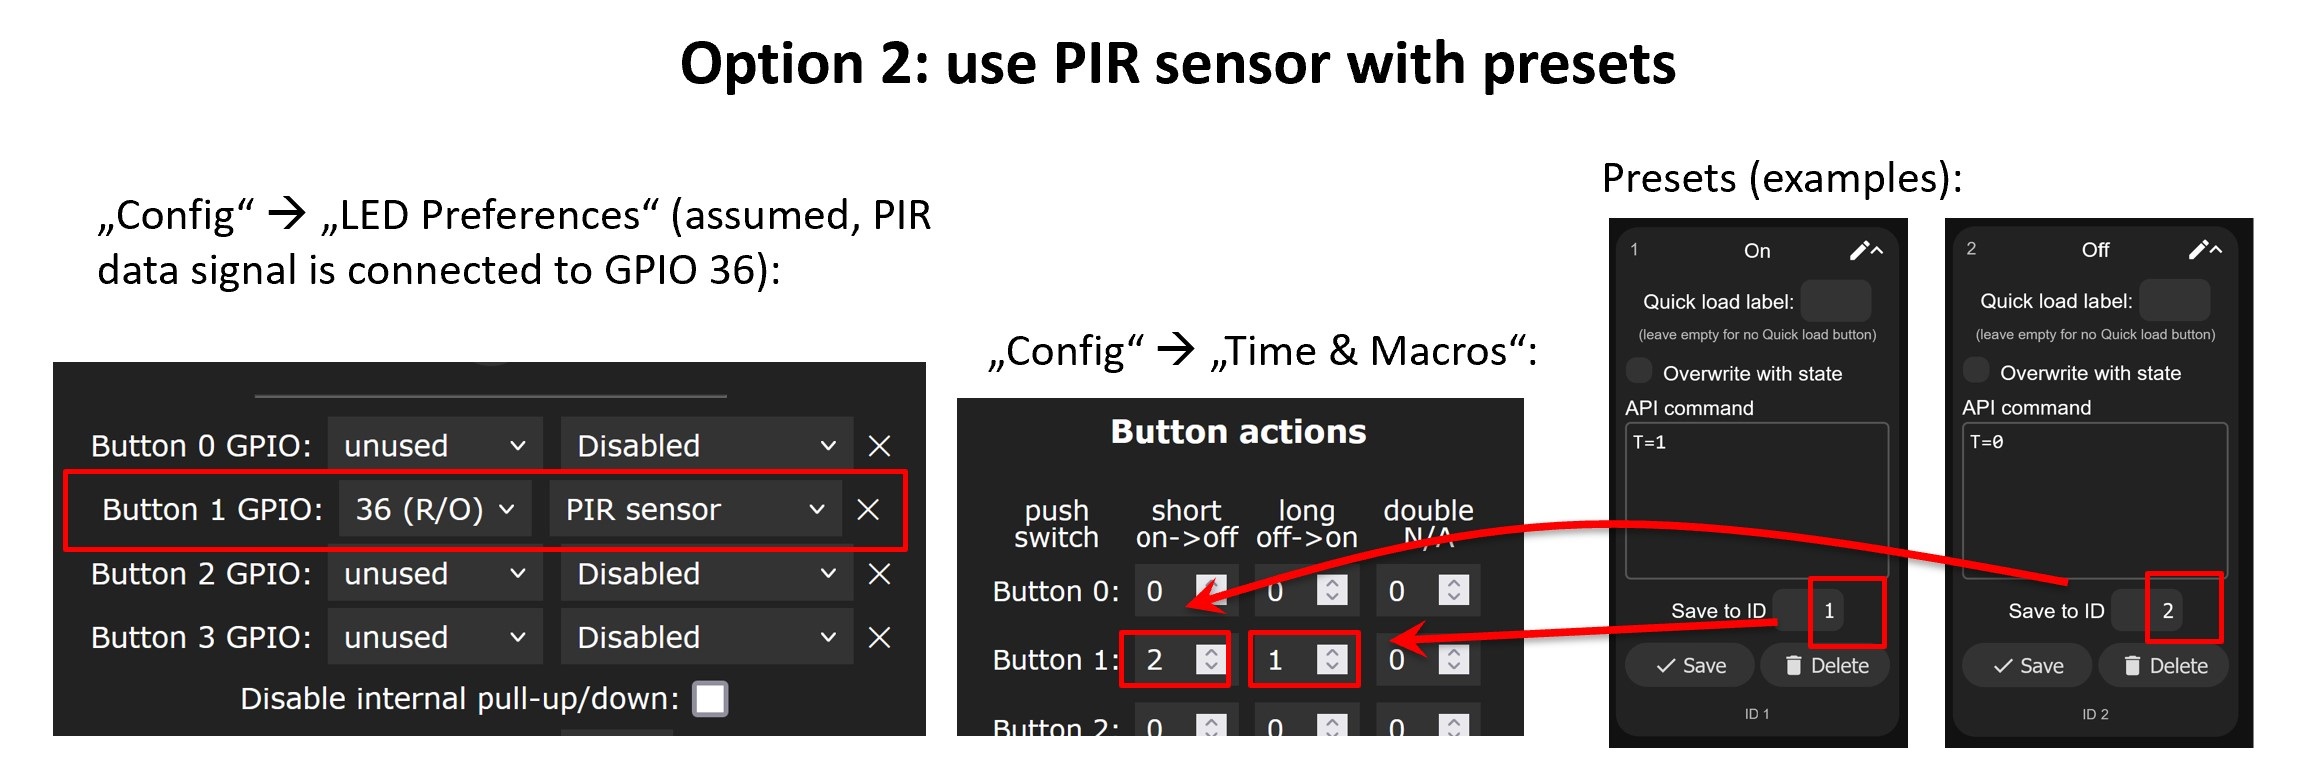 Option 2: use PIR sensor with presets
„Config“ → „LED Preferences“ (assumed, PIR
data signal is connected to GPIO 36):
Button 0 GPIO: unused Disabled
Button 1 GPIO: 36 (R/O) PIR sensor
Button 2 GPIO: unused Disabled
Button 3 GPIO: unused Disabled
Disable internal pull-up/down:
„Config“ → „Time & Macros“:
Button actions
push short long double
switch on->off off->on N/A
Button 0: 0 0 0
Button 1: 2 1 0
Button 2: 0 0 0
Presets (examples):
1 On
Quick load label:
(leave empty for no Quick load button)
Overwrite with state
API command
T=1
Save to ID 1
Save Delete
ID 1
2 Off
Quick load label:
(leave empty for no Quick load button)
Overwrite with state
API command
T=0
Save to ID 2
Save Delete
ID 2